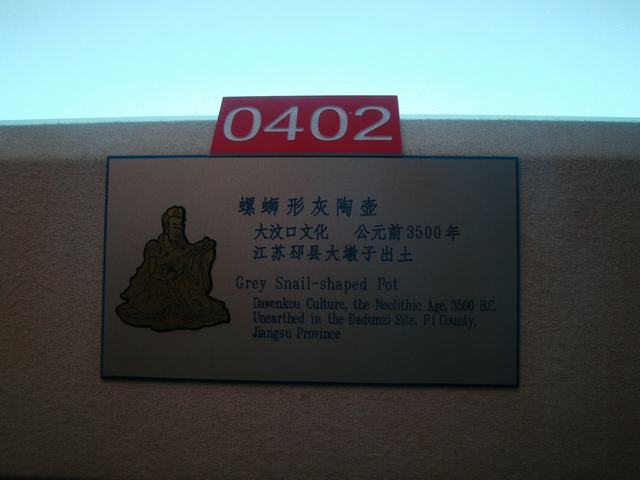 0402
螺蛳形灰陶壶
大汶口文化 公元前3500年
江苏邳县大墩子出土
Grey Snail-shaped Pot
Dawenkou Culture, the Neolithic Age, 3500 B.C.
Unearthed in the Dadunzi Site, Pi County,
Jiangsu Province